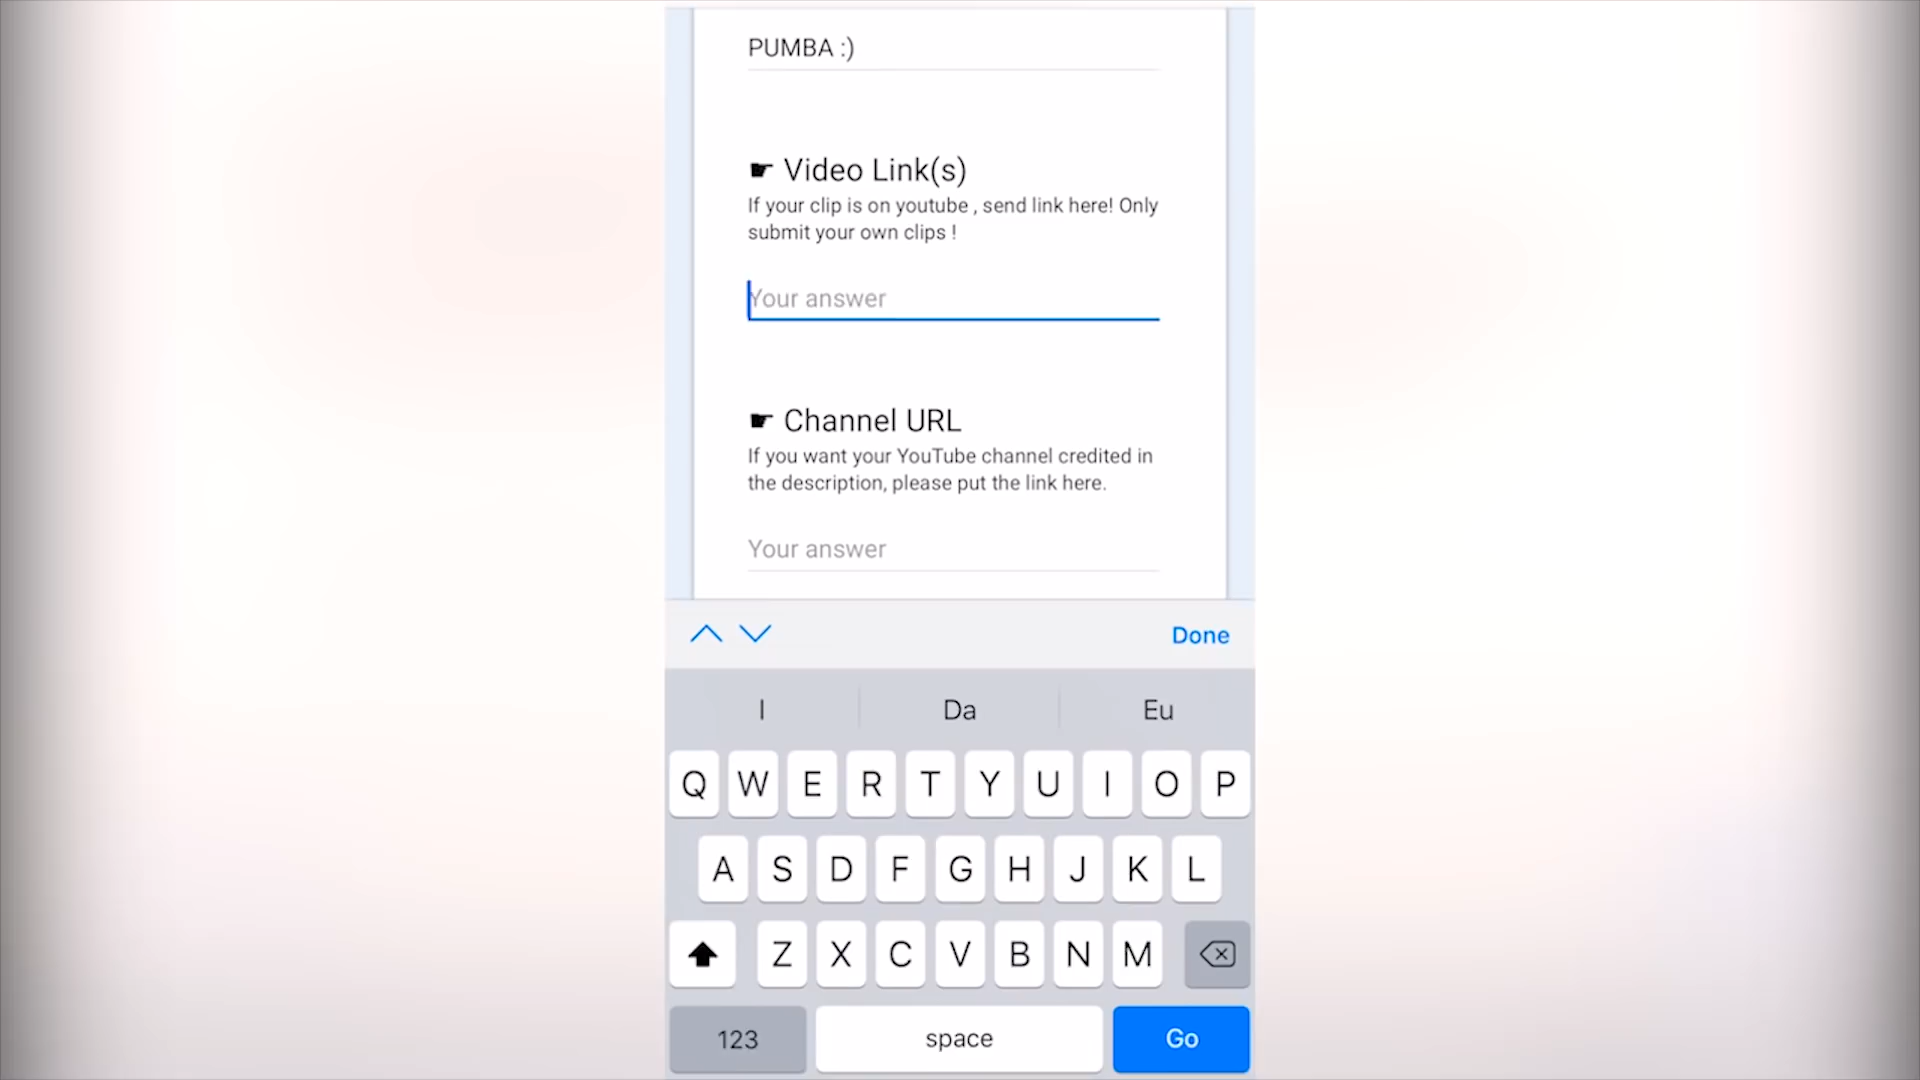 PUMBA :)
☛ Video Link(s)
If your clip is on youtube , send link here! Only
submit your own clips !
Your answer
☛ Channel URL
If you want your YouTube channel credited in
the description, please put the link here.
Your answer
Done
I Da Eu
Q W E R T Y U I O P
A S D F G H J K L
Z X C V B N M
123 space Go